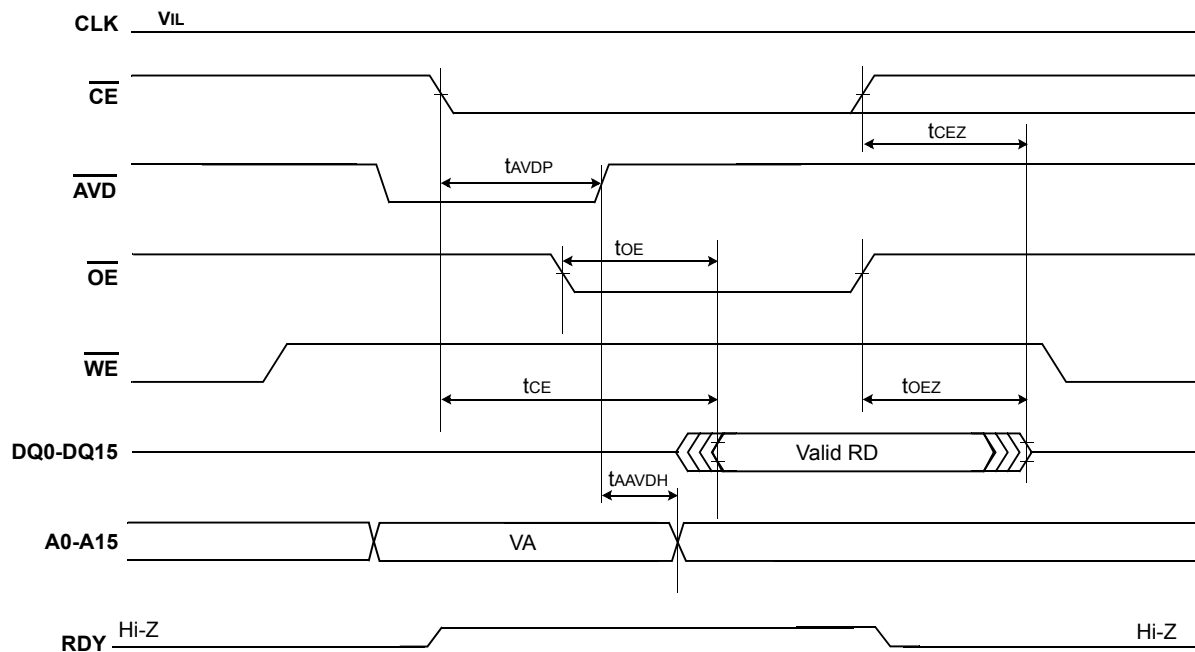 CLK VIL
CE
tCEZ
AVD tAVDP
OE tOE
WE
tCE tOEZ
DQ0-DQ15 Valid RD
tAAVDH
A0-A15 VA
RDY Hi-Z Hi-Z